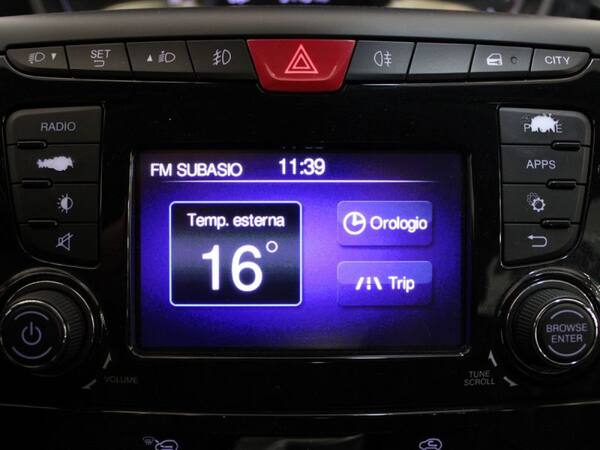 SET
CITY
RADIO
APPS
FM SUBASIO 11:39
Temp. esterna
16°
Orologio
Trip
BROWSE
ENTER
VOLUME
TUNE
SCROLL